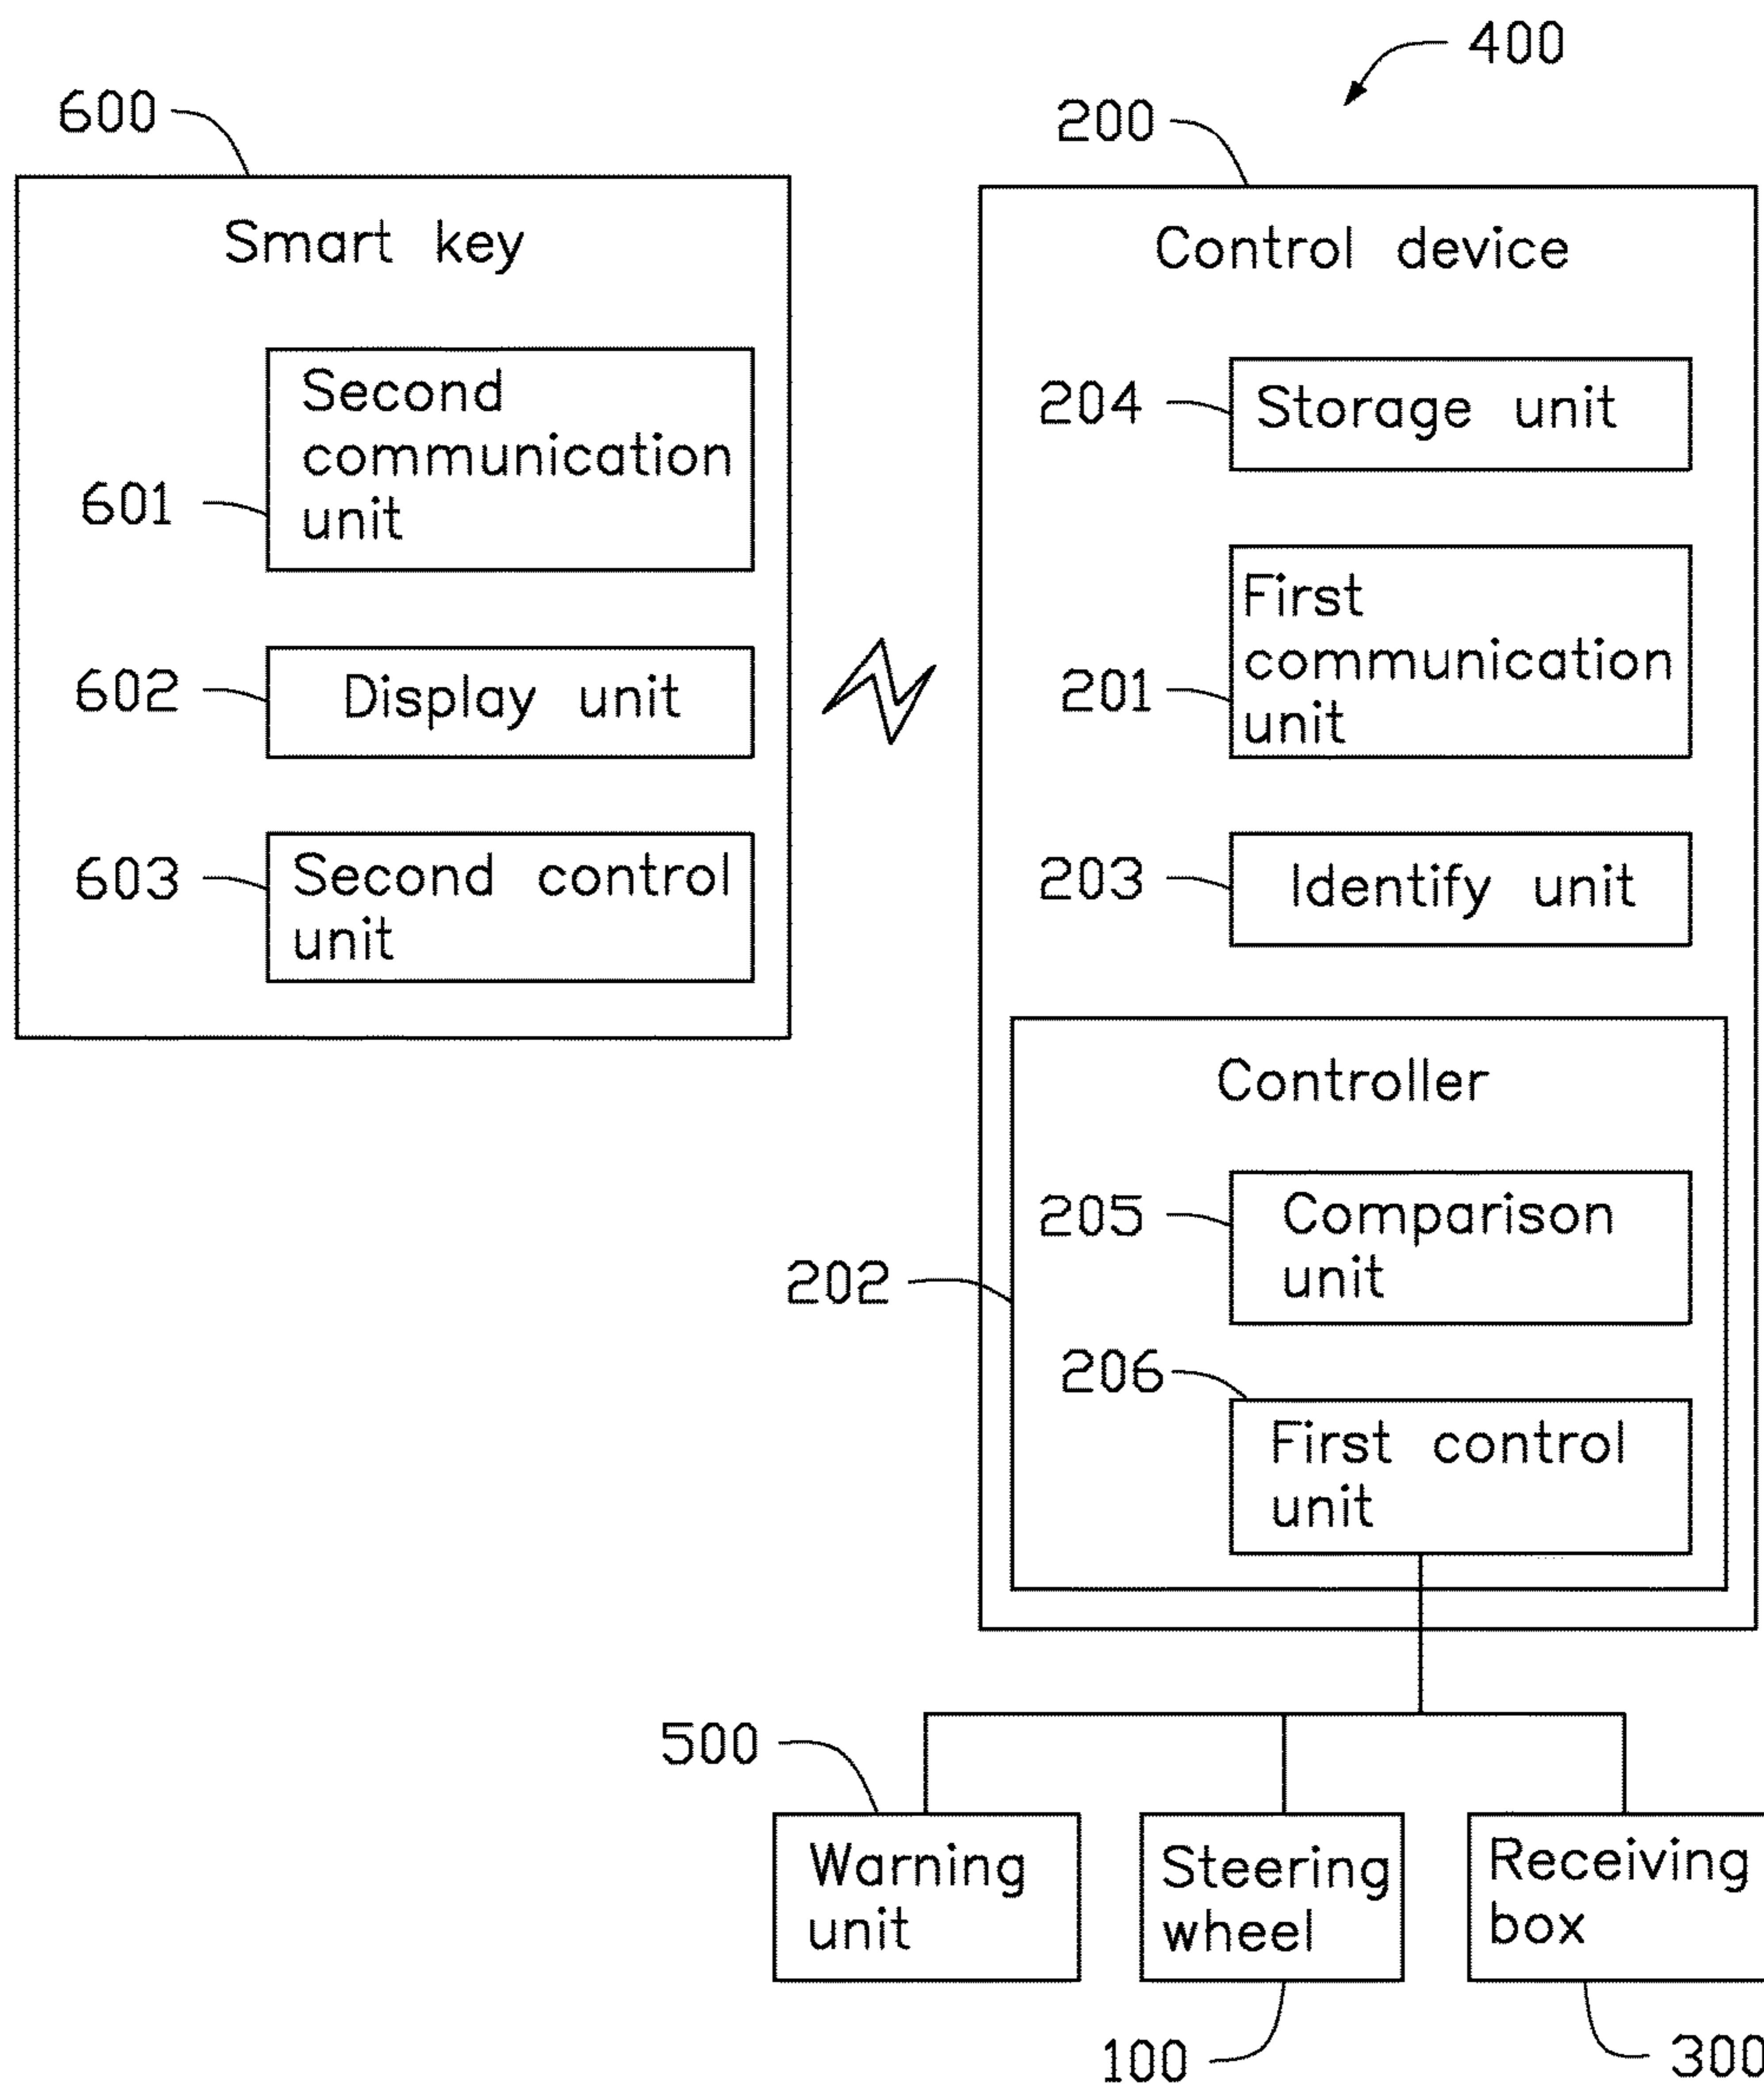 400
600
200
Smart key
Control device
Second
communication
unit
601
204
Storage unit
First
communication
unit
201
602
Display unit
603
Second control
unit
203
Identify unit
Controller
205
Comparison
unit
202
206
First control
unit
500
Warning
unit
Steering
wheel
Receiving
box
100
300